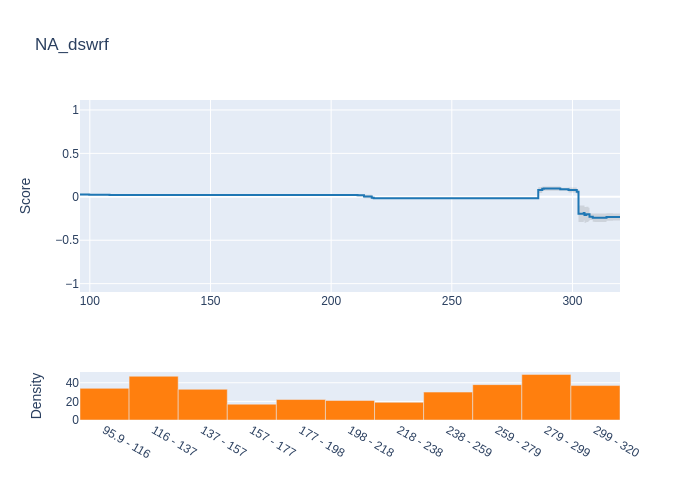 NA_dswrf
Score
1
0.5
0
−0.5
−1
100
150
200
250
300
Density
40
20
0
95.9 - 116
116 - 137
137 - 157
157 - 177
177 - 198
198 - 218
218 - 238
238 - 259
259 - 279
279 - 299
299 - 320